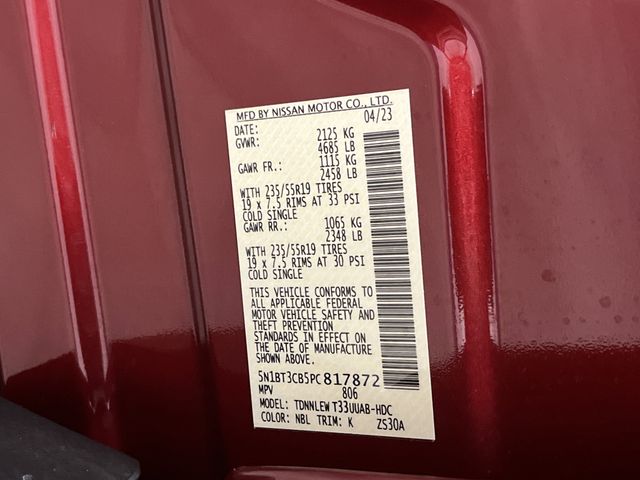 MFD BY NISSAN MOTOR CO., LTD.
DATE: 04/23
GVWR: 2125 KG
4685 LB
GAWR FR.: 1115 KG
2458 LB
WITH 235/55R19 TIRES
19 x 7.5 RIMS AT 33 PSI
COLD SINGLE
GAWR RR.: 1065 KG
2348 LB
WITH 235/55R19 TIRES
19 x 7.5 RIMS AT 30 PSI
COLD SINGLE
THIS VEHICLE CONFORMS TO
ALL APPLICABLE FEDERAL
MOTOR VEHICLE SAFETY AND
THEFT PREVENTION
STANDARDS IN EFFECT ON
THE DATE OF MANUFACTURE
SHOWN ABOVE.
5N1BT3CB5PC817872
MPV 806
MODEL: TDNNLEW T33UUAB-HDC
COLOR: NBL TRIM: K ZS30A